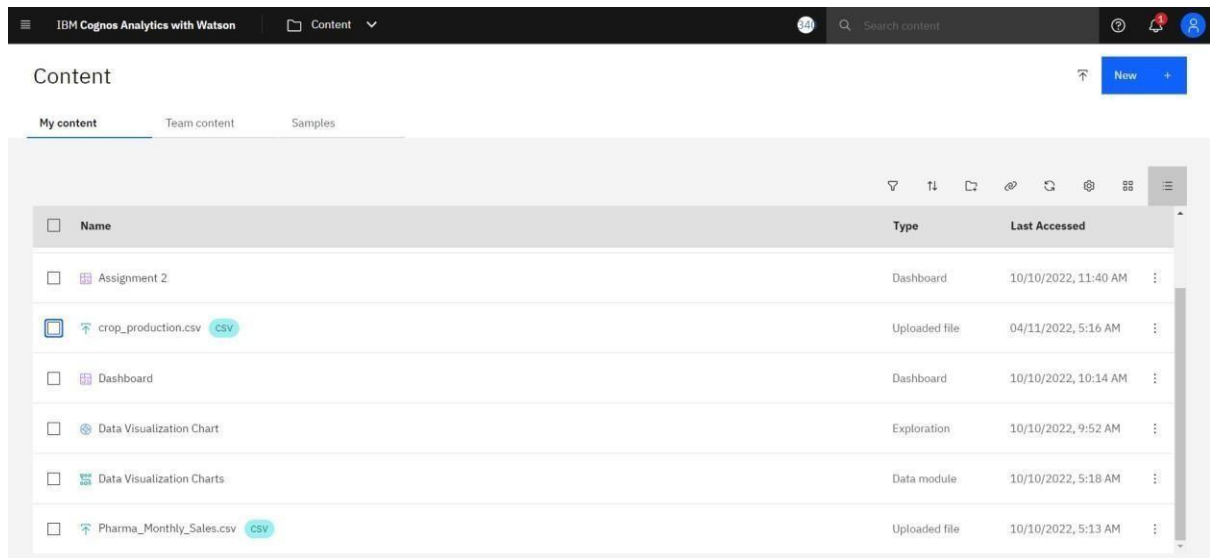 IBM Cognos Analytics with Watson Content 340 Search content 1
Content New +
My content Team content Samples
Name Type Last Accessed
Assignment 2 Dashboard 10/10/2022, 11:40 AM
crop_production.csv CSV Uploaded file 04/11/2022, 5:16 AM
Dashboard Dashboard 10/10/2022, 10:14 AM
Data Visualization Chart Exploration 10/10/2022, 9:52 AM
Data Visualization Charts Data module 10/10/2022, 5:18 AM
Pharma_Monthly_Sales.csv CSV Uploaded file 10/10/2022, 5:13 AM